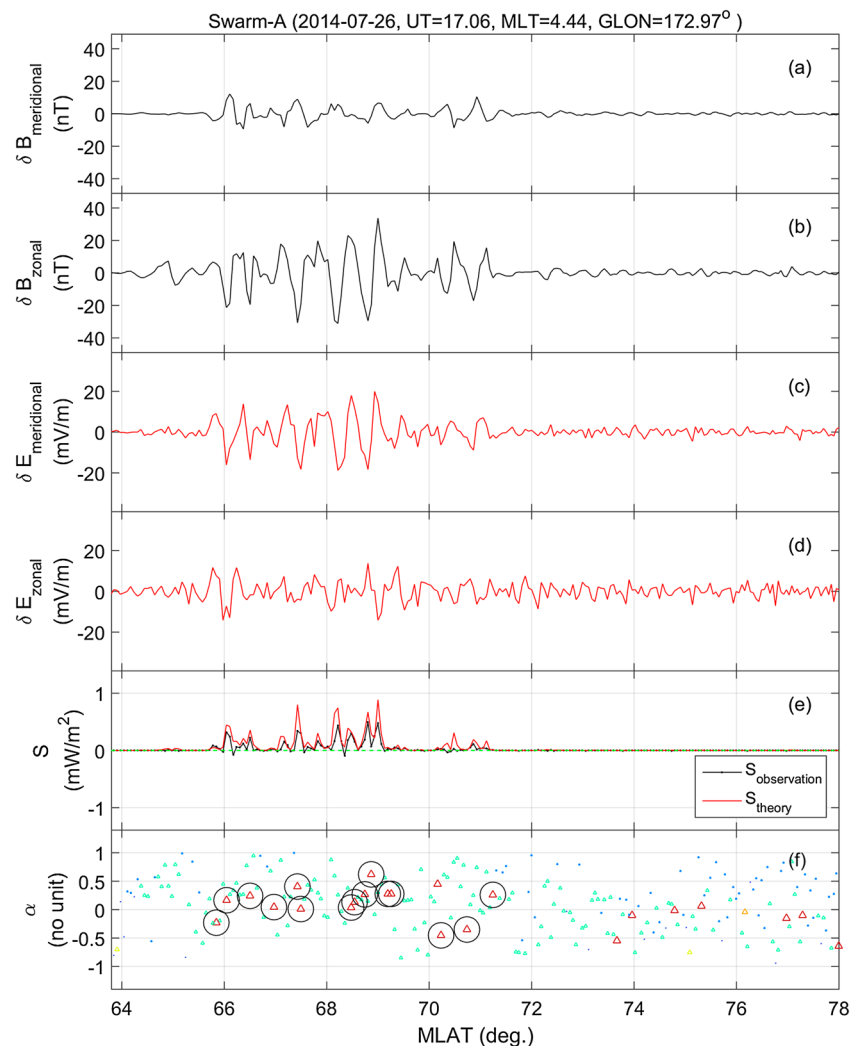 Swarm-A (2014-07-26, UT=17.06, MLT=4.44, GLON=172.97° )
40
20
0
-20
-40
δ B meridional
(nT)
(a)
40
20
0
-20
-40
δ B zonal
(nT)
(b)
20
0
-20
δ E meridional
(mV/m)
(c)
20
0
-20
δ E zonal
(mV/m)
(d)
1
0
-1
S
(mW/m²)
(e)
S observation
S theory
1
0.5
0
-0.5
-1
α
(no unit)
(f)
64 66 68 70 72 74 76 78
MLAT (deg.)